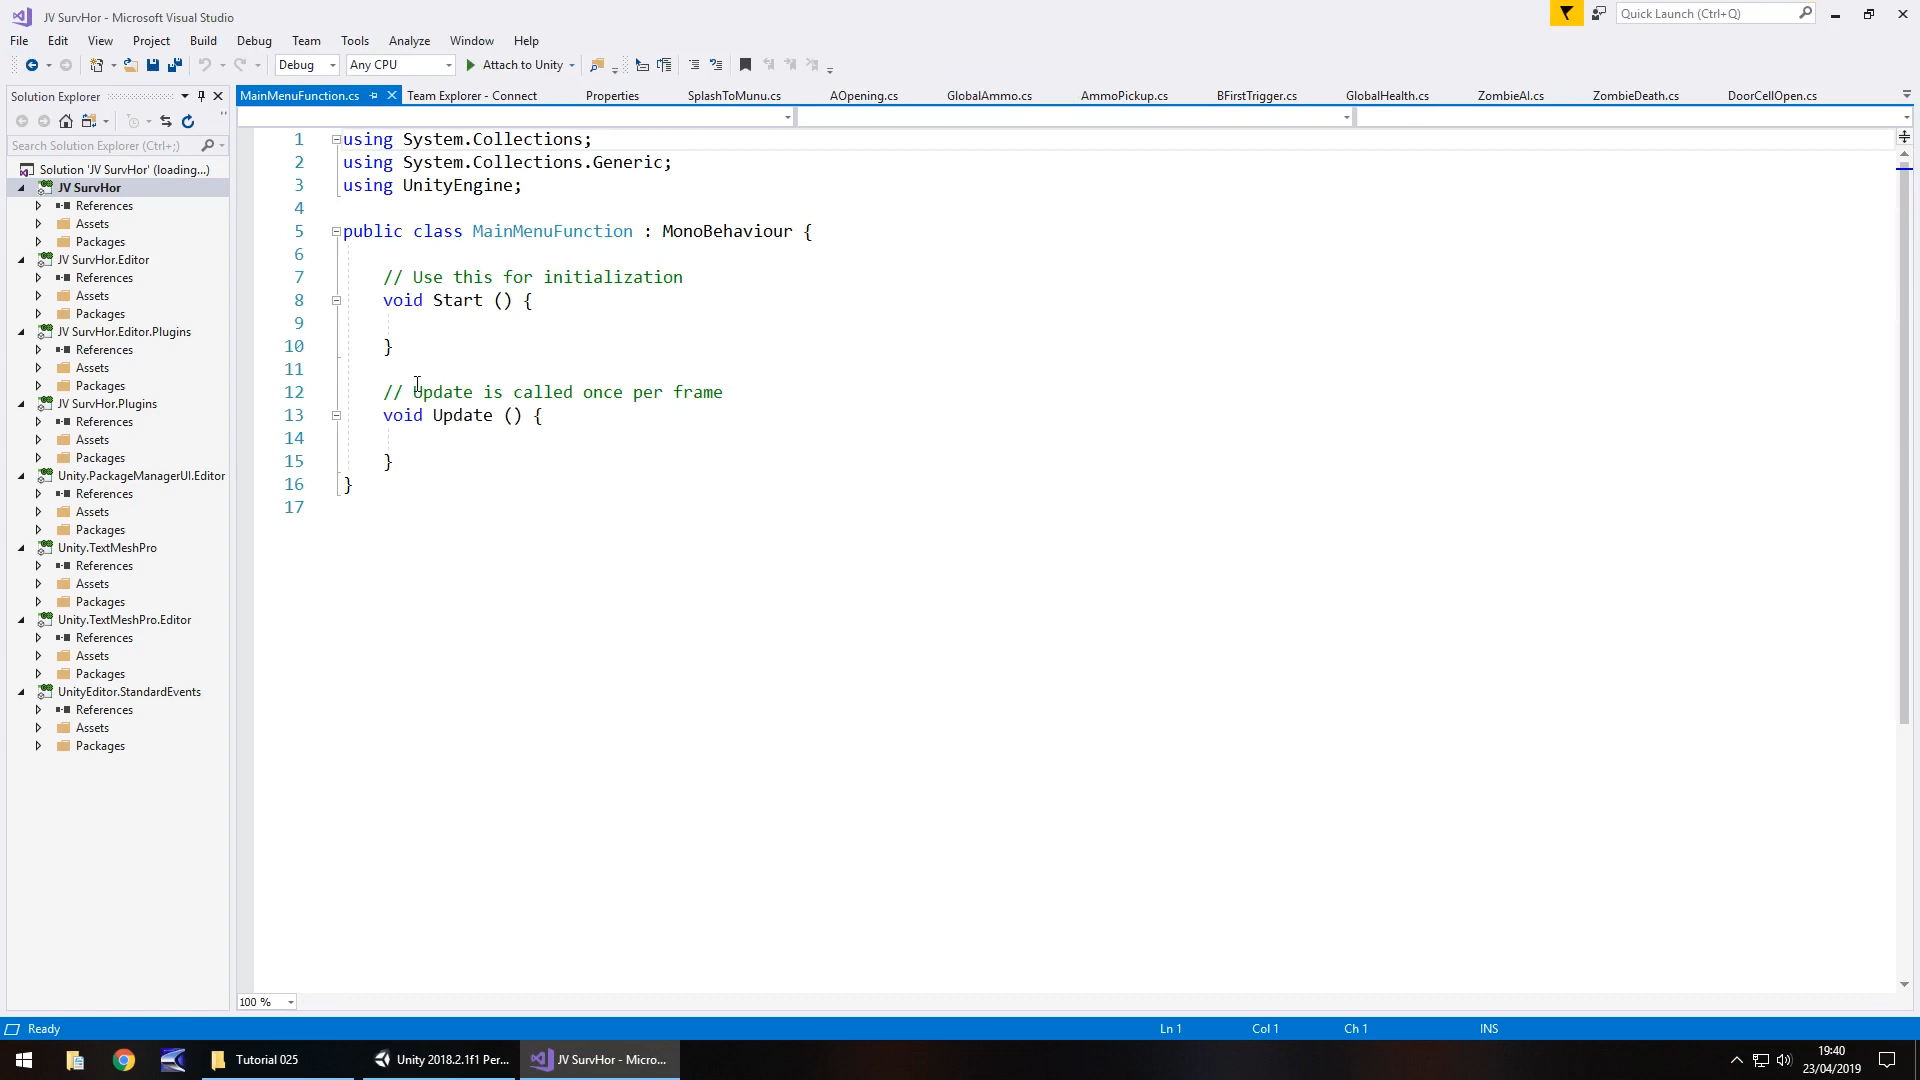 JV SurvHor - Microsoft Visual Studio
Quick Launch (Ctrl+Q)
File Edit View Project Build Debug Team Tools Analyze Window Help
Debug Any CPU Attach to Unity
Solution Explorer
MainMenuFunction.cs Team Explorer - Connect Properties SplashToMunu.cs AOpening.cs GlobalAmmo.cs AmmoPickup.cs BFirstTrigger.cs GlobalHealth.cs ZombieAI.cs ZombieDeath.cs DoorCellOpen.cs
Search Solution Explorer (Ctrl+;)
Solution 'JV SurvHor' (loading...)
JV SurvHor
References
Assets
Packages
JV SurvHor.Editor
References
Assets
Packages
JV SurvHor.Editor.Plugins
References
Assets
Packages
JV SurvHor.Plugins
References
Assets
Packages
Unity.PackageManagerUI.Editor
References
Assets
Packages
Unity.TextMeshPro
References
Assets
Packages
Unity.TextMeshPro.Editor
References
Assets
Packages
UnityEditor.StandardEvents
References
Assets
Packages
1 using System.Collections;
2 using System.Collections.Generic;
3 using UnityEngine;
4
5 public class MainMenuFunction : MonoBehaviour {
6
7 // Use this for initialization
8 void Start () {
9
10 }
11
12 // Update is called once per frame
13 void Update () {
14
15 }
16 }
17
100 %
Ready Ln 1 Col 1 Ch 1 INS
Tutorial 025 Unity 2018.2.1f1 Per... JV SurvHor - Micro...
19:40
23/04/2019